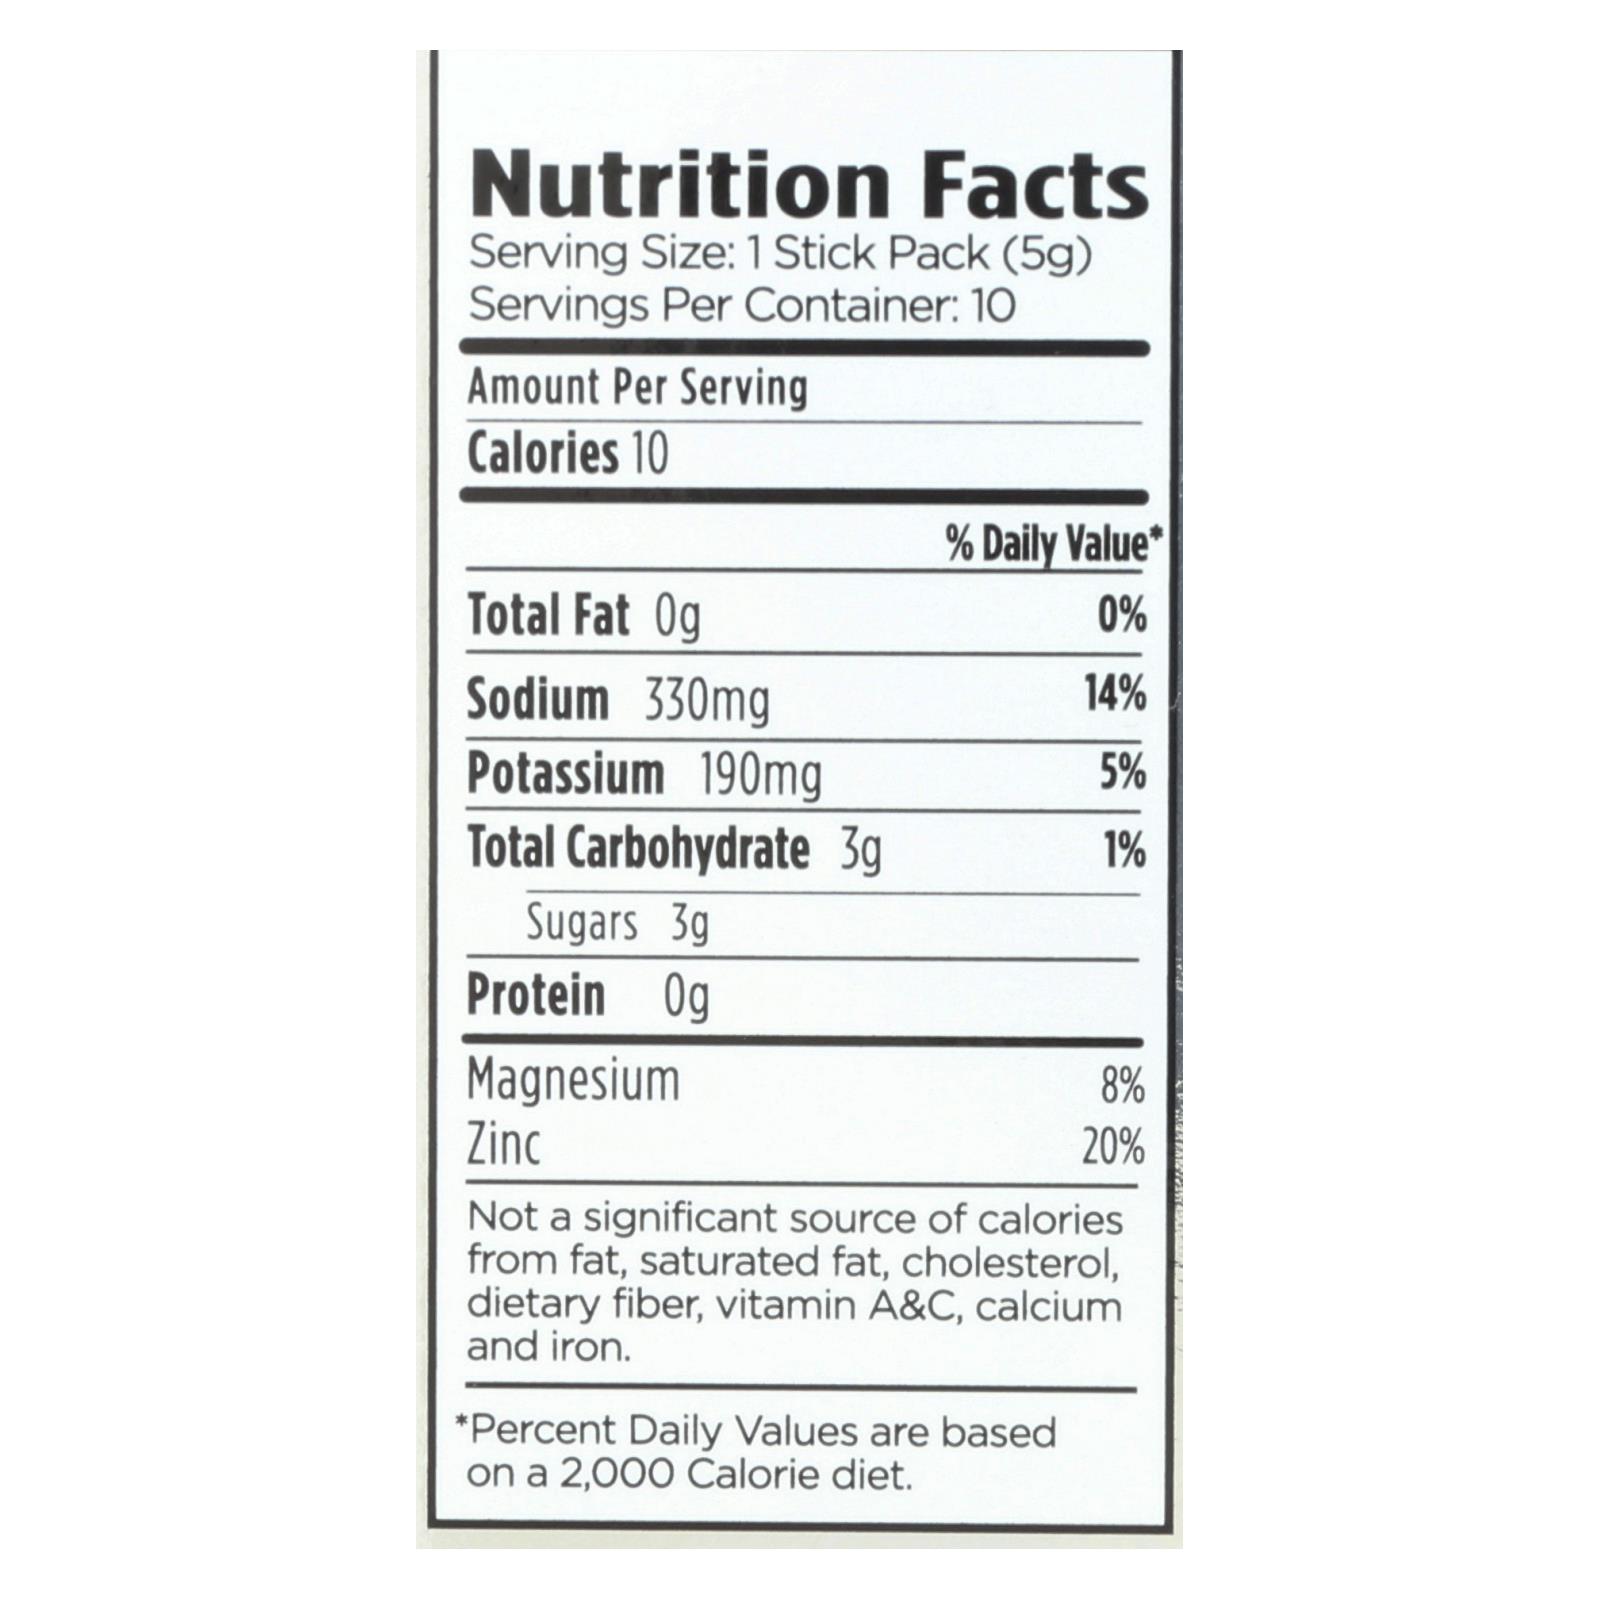 Nutrition Facts
Serving Size: 1 Stick Pack (5g)
Servings Per Container: 10
Amount Per Serving
Calories 10
% Daily Value*
Total Fat 0g 0%
Sodium 330mg 14%
Potassium 190mg 5%
Total Carbohydrate 3g 1%
Sugars 3g
Protein 0g
Magnesium 8%
Zinc 20%
Not a significant source of calories
from fat, saturated fat, cholesterol,
dietary fiber, vitamin A&C, calcium
and iron.
*Percent Daily Values are based
on a 2,000 Calorie diet.